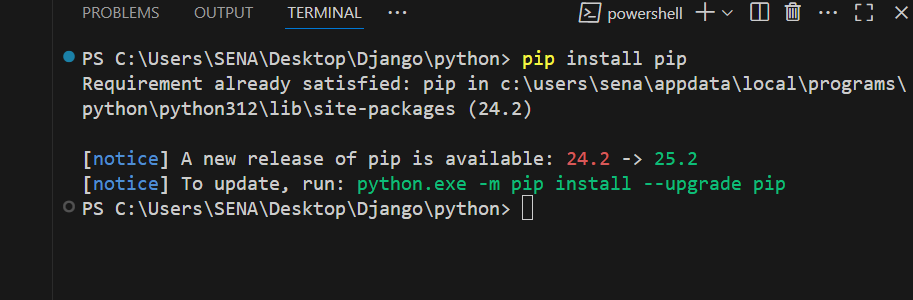 PROBLEMS OUTPUT TERMINAL ... powershell
PS C:\Users\SENA\Desktop\Django\python> pip install pip
Requirement already satisfied: pip in c:\users\sena\appdata\local\programs\
python\python312\lib\site-packages (24.2)
[notice] A new release of pip is available: 24.2 -> 25.2
[notice] To update, run: python.exe -m pip install --upgrade pip
PS C:\Users\SENA\Desktop\Django\python>